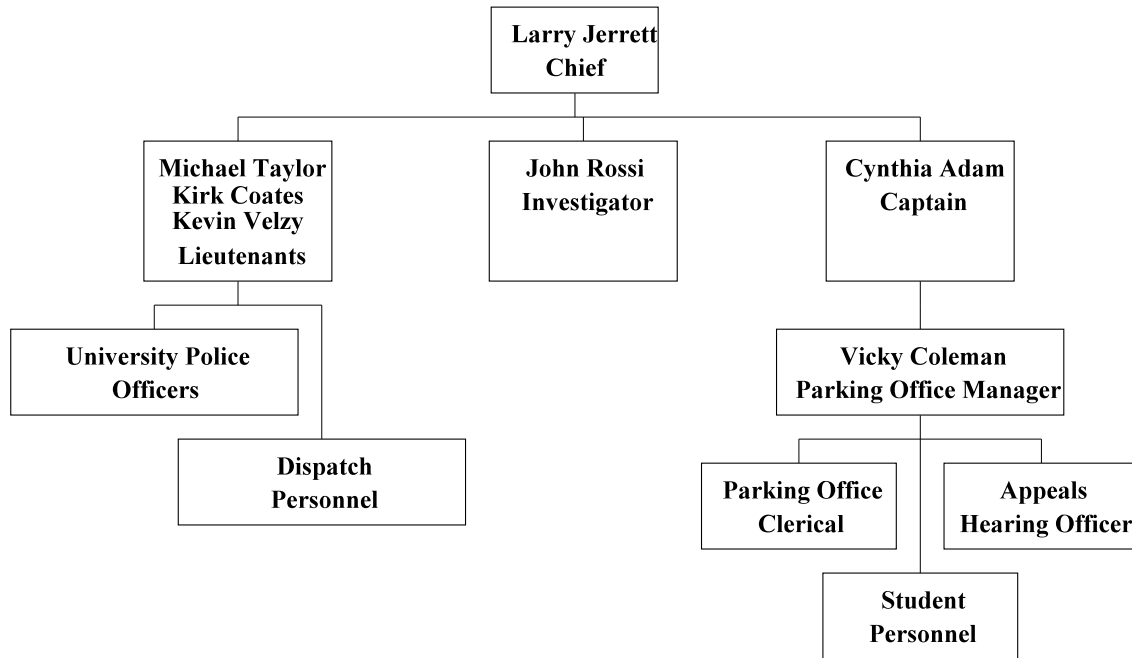 Larry Jerrett
Chief
Michael Taylor
Kirk Coates
Kevin Velzy
Lieutenants
John Rossi
Investigator
Cynthia Adam
Captain
University Police
Officers
Vicky Coleman
Parking Office Manager
Dispatch
Personnel
Parking Office
Clerical
Appeals
Hearing Officer
Student
Personnel